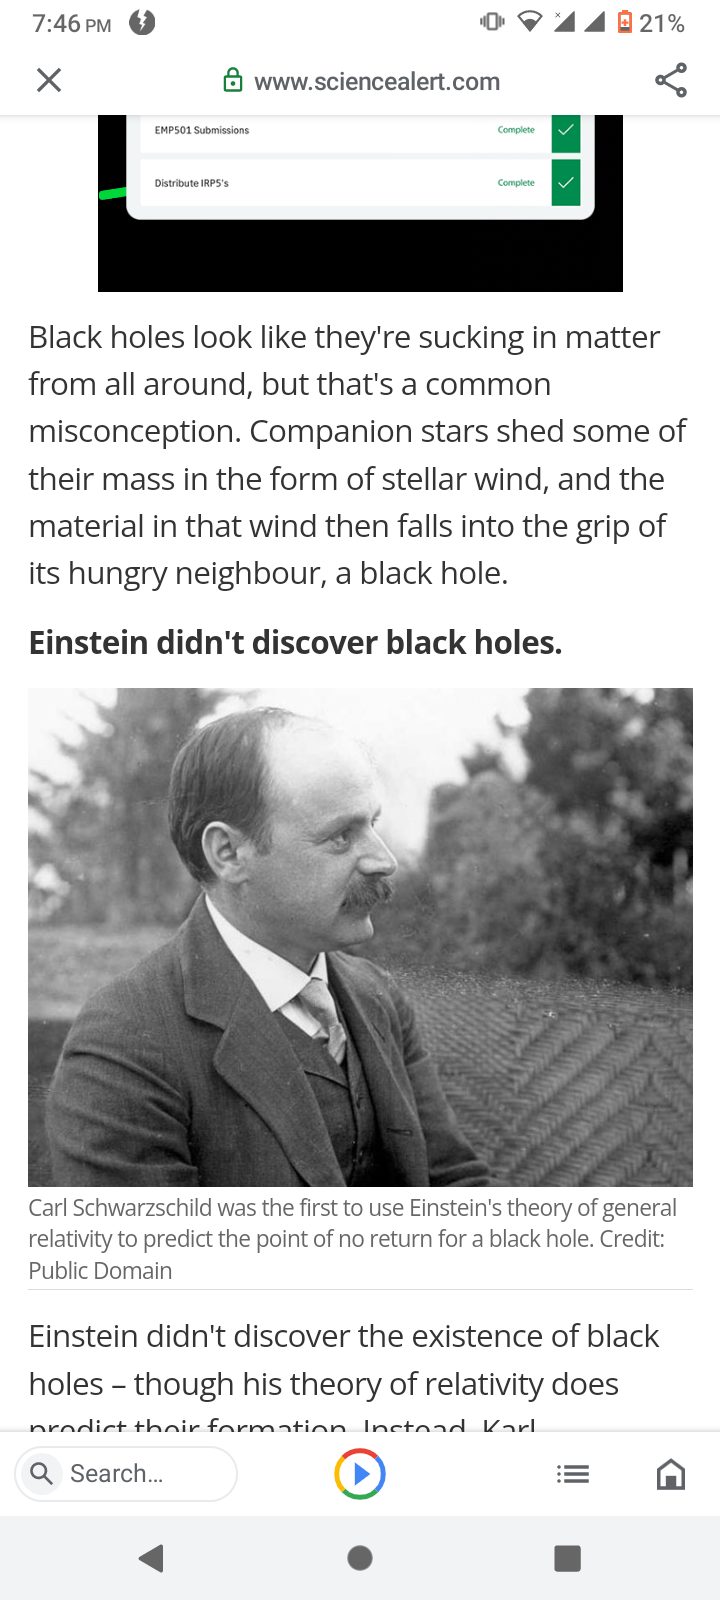 7:46 PM
21%
www.sciencealert.com
EMP501 Submissions Complete
Distribute IRP5's Complete
Black holes look like they're sucking in matter
from all around, but that's a common
misconception. Companion stars shed some of
their mass in the form of stellar wind, and the
material in that wind then falls into the grip of
its hungry neighbour, a black hole.
Einstein didn't discover black holes.
Carl Schwarzschild was the first to use Einstein's theory of general
relativity to predict the point of no return for a black hole. Credit:
Public Domain
Einstein didn't discover the existence of black
holes – though his theory of relativity does
predict their formation. Instead, Karl
Search...